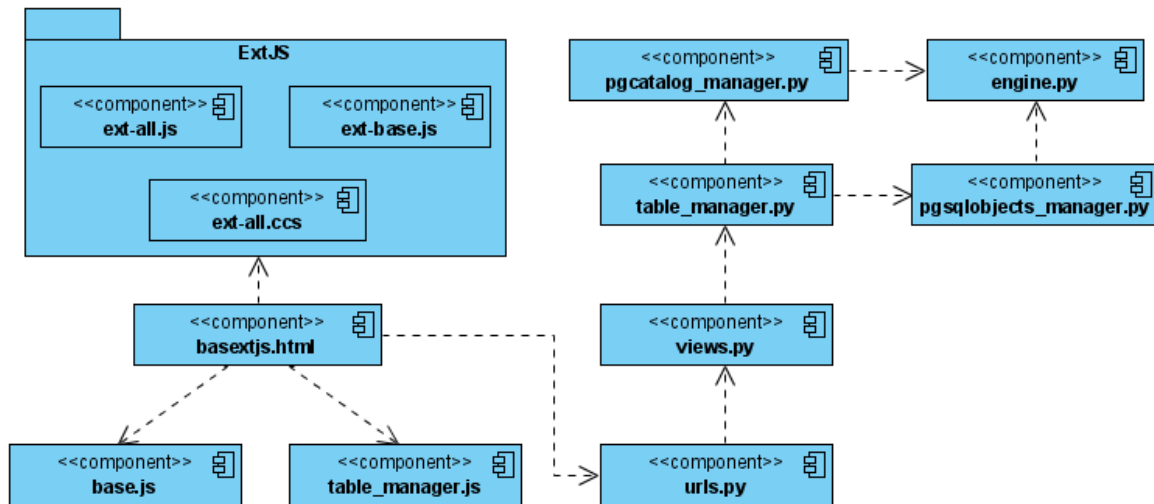 ExtJS
<<component>>
ext-all.js
<<component>>
ext-base.js
<<component>>
ext-all.ccs
<<component>>
basextjs.html
<<component>>
base.js
<<component>>
table_manager.js
<<component>>
pgcatalog_manager.py
<<component>>
engine.py
<<component>>
table_manager.py
<<component>>
pgsqlobjects_manager.py
<<component>>
views.py
<<component>>
urls.py